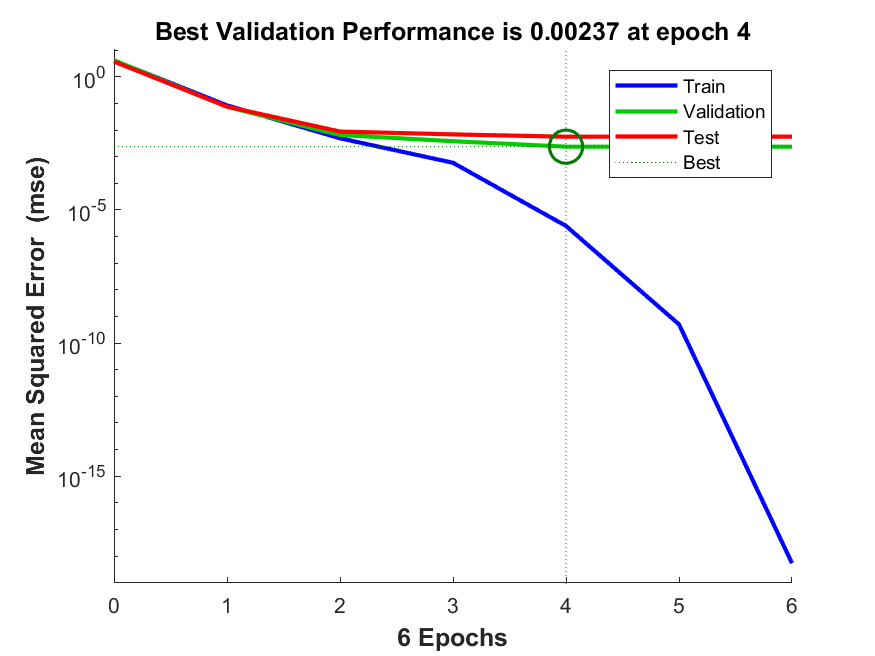 Best Validation Performance is 0.00237 at epoch 4
Mean Squared Error (mse)
10^0
10^-5
10^-10
10^-15
Train
Validation
Test
Best
0 1 2 3 4 5 6
6 Epochs